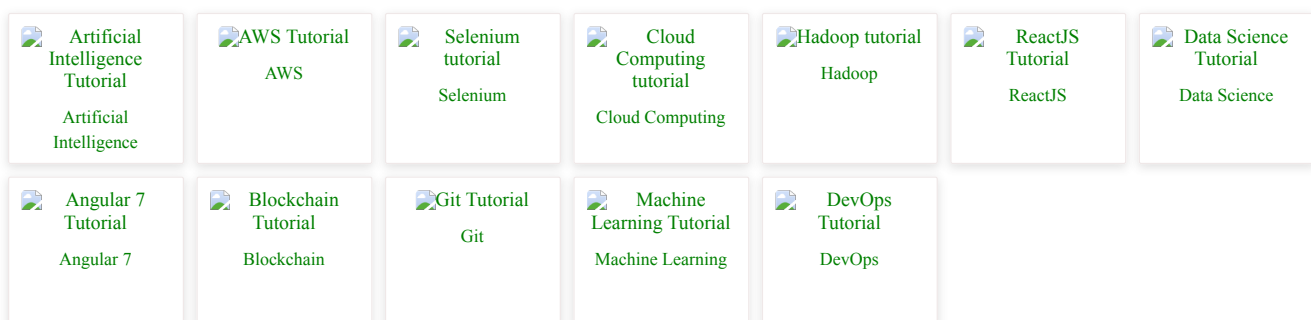 Artificial
Intelligence
Tutorial
Artificial
Intelligence
AWS Tutorial
AWS
Selenium
tutorial
Selenium
Cloud
Computing
tutorial
Cloud Computing
Hadoop tutorial
Hadoop
ReactJS
Tutorial
ReactJS
Data Science
Tutorial
Data Science
Angular 7
Tutorial
Angular 7
Blockchain
Tutorial
Blockchain
Git Tutorial
Git
Machine
Learning Tutorial
Machine Learning
DevOps
Tutorial
DevOps